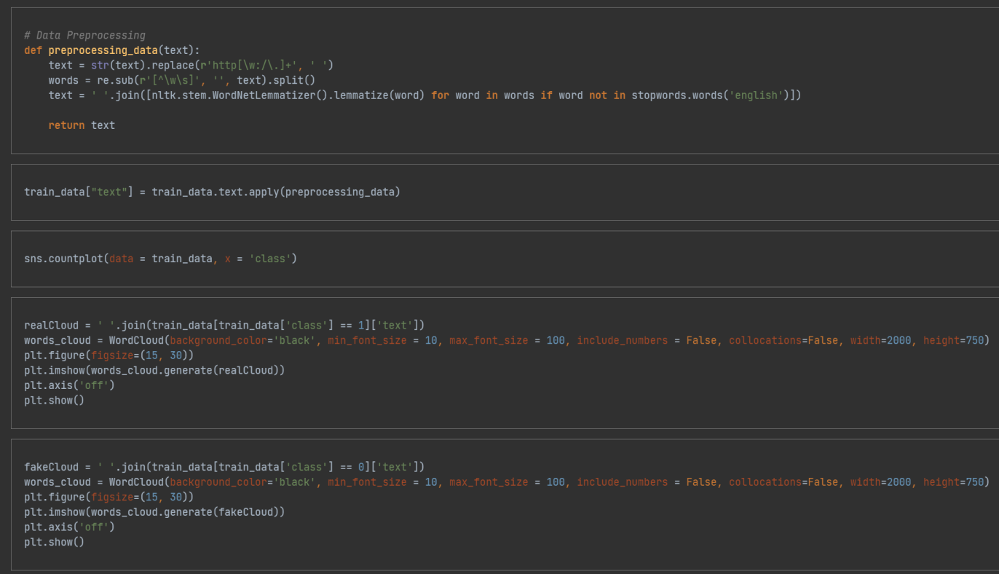 # Data Preprocessing
def preprocessing_data(text):
    text = str(text).replace(r'http[\w:/\.]+', ' ')
    words = re.sub(r'[^\w\s]', '', text).split()
    text = ' '.join([nltk.stem.WordNetLemmatizer().lemmatize(word) for word in words if word not in stopwords.words('english')])
    return text
train_data["text"] = train_data.text.apply(preprocessing_data)
sns.countplot(data = train_data, x = 'class')
realCloud = ' '.join(train_data[train_data['class'] == 1]['text'])
words_cloud = WordCloud(background_color='black', min_font_size = 10, max_font_size = 100, include_numbers = False, collocations=False, width=2000, height=750)
plt.figure(figsize=(15, 30))
plt.imshow(words_cloud.generate(realCloud))
plt.axis('off')
plt.show()
fakeCloud = ' '.join(train_data[train_data['class'] == 0]['text'])
words_cloud = WordCloud(background_color='black', min_font_size = 10, max_font_size = 100, include_numbers = False, collocations=False, width=2000, height=750)
plt.figure(figsize=(15, 30))
plt.imshow(words_cloud.generate(fakeCloud))
plt.axis('off')
plt.show()